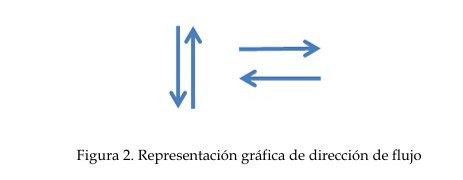 Figura 2. Representación gráfica de dirección de flujo